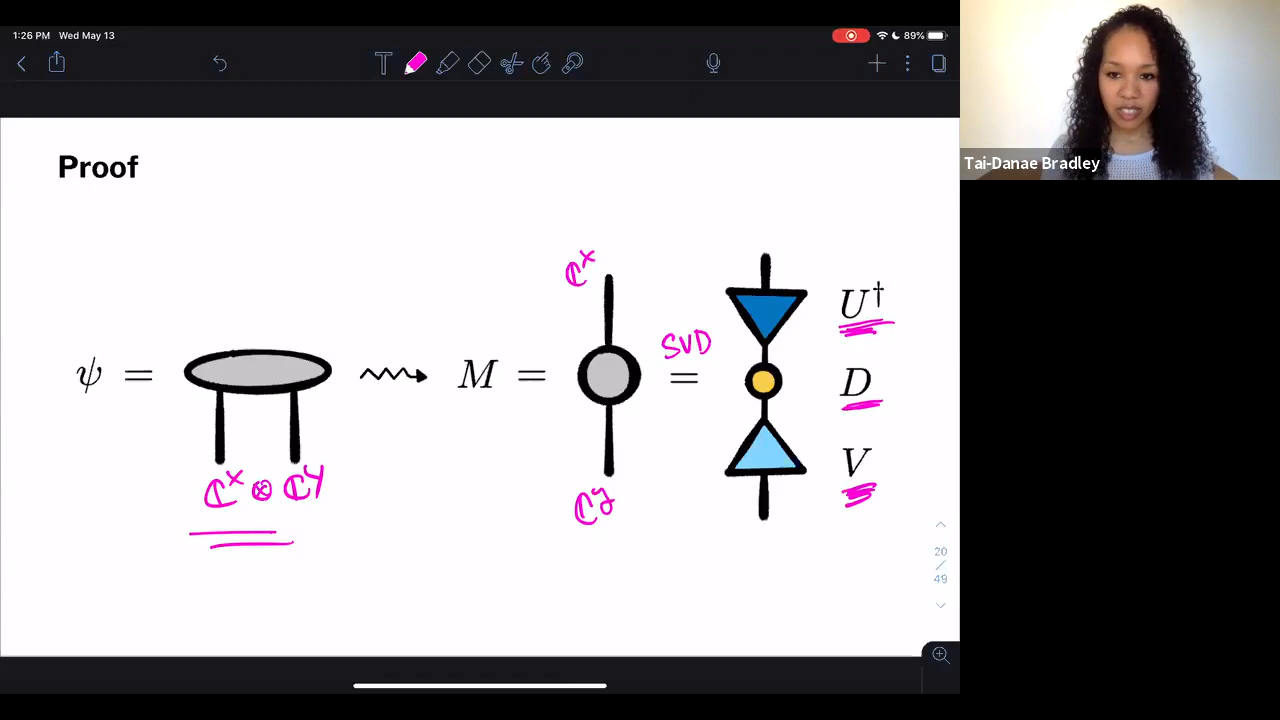 1:26 PM Wed May 13
89%
T
Tai-Danae Bradley
Proof
ℂˣ
U†
SVD
ψ = M = = D
V
ℂˣ ⊗ ℂʸ
ℂʸ
20
/
49